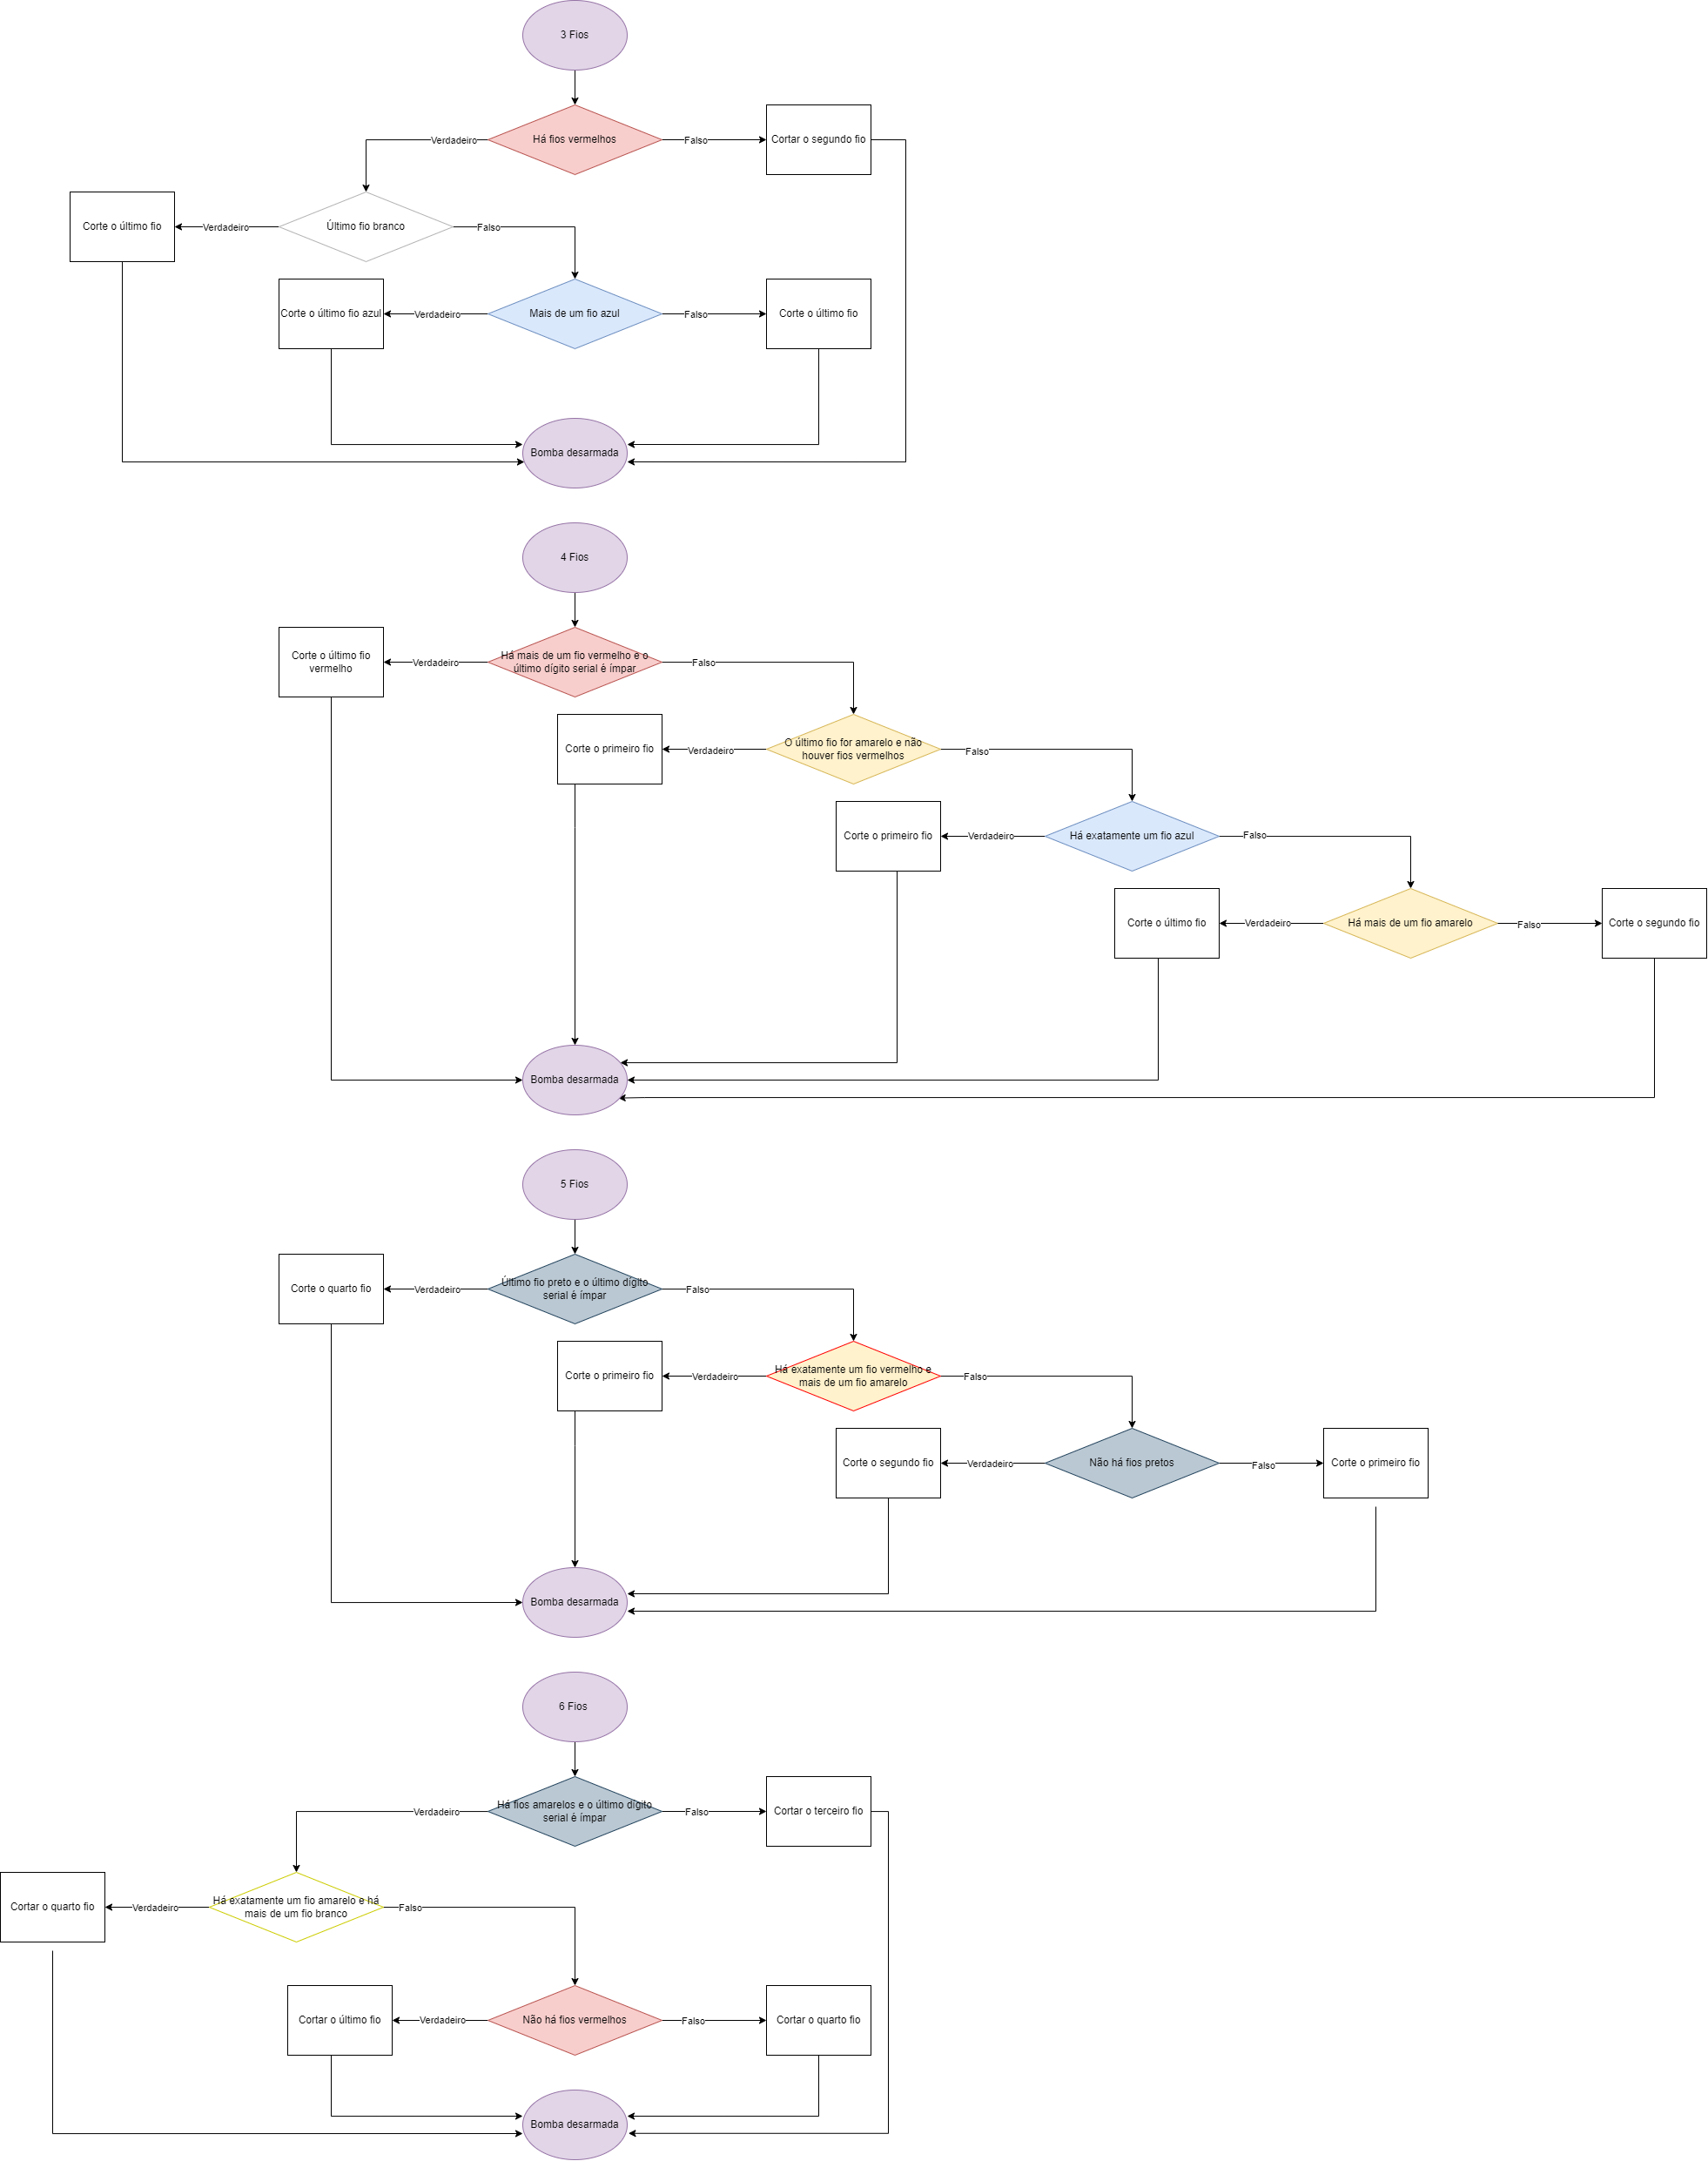 3 Fios
Verdadeiro
Há fios vermelhos
Falso
Cortar o segundo fio
Corte o último fio
Verdadeiro
Último fio branco
Falso
Corte o último fio azul
Verdadeiro
Mais de um fio azul
Falso
Corte o último fio
Bomba desarmada
4 Fios
Corte o último fio
vermelho
Verdadeiro
Há mais de um fio vermelho e o
último dígito serial é ímpar
Falso
Corte o primeiro fio
Verdadeiro
O último fio for amarelo e não
houver fios vermelhos
Falso
Corte o primeiro fio
Verdadeiro
Há exatamente um fio azul
Falso
Corte o último fio
Verdadeiro
Há mais de um fio amarelo
Falso
Corte o segundo fio
Bomba desarmada
5 Fios
Corte o quarto fio
Verdadeiro
Último fio preto e o último dígito
serial é ímpar
Falso
Corte o primeiro fio
Verdadeiro
Há exatamente um fio vermelho e
mais de um fio amarelo
Falso
Corte o segundo fio
Verdadeiro
Não há fios pretos
Falso
Corte o primeiro fio
Bomba desarmada
6 Fios
Verdadeiro
Há fios amarelos e o último dígito
serial é ímpar
Falso
Cortar o terceiro fio
Cortar o quarto fio
Verdadeiro
Há exatamente um fio amarelo e há
mais de um fio branco
Falso
Cortar o último fio
Verdadeiro
Não há fios vermelhos
Falso
Cortar o quarto fio
Bomba desarmada